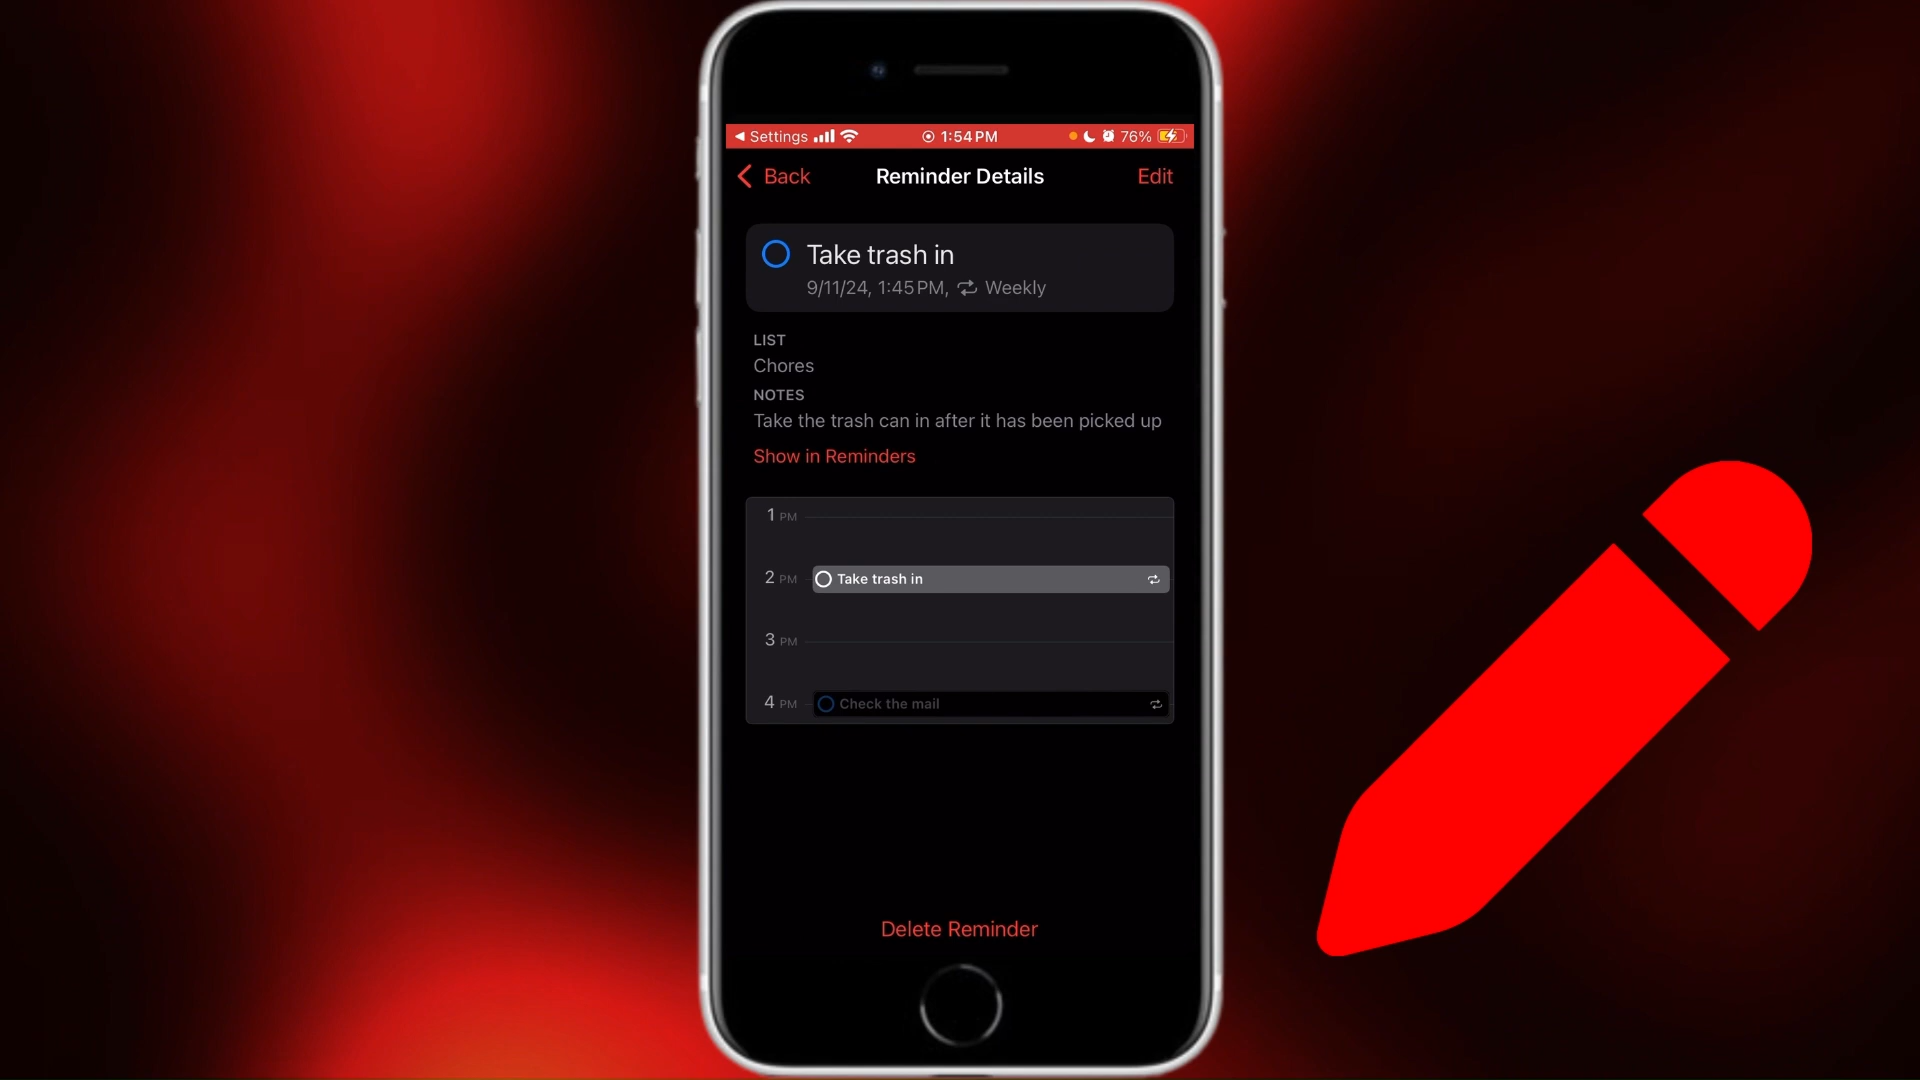 Settings 1:54 PM 76%
Back Reminder Details Edit
Take trash in
9/11/24, 1:45 PM, Weekly
LIST
Chores
NOTES
Take the trash can in after it has been picked up
Show in Reminders
1 PM
2 PM Take trash in
3 PM
4 PM Check the mail
Delete Reminder